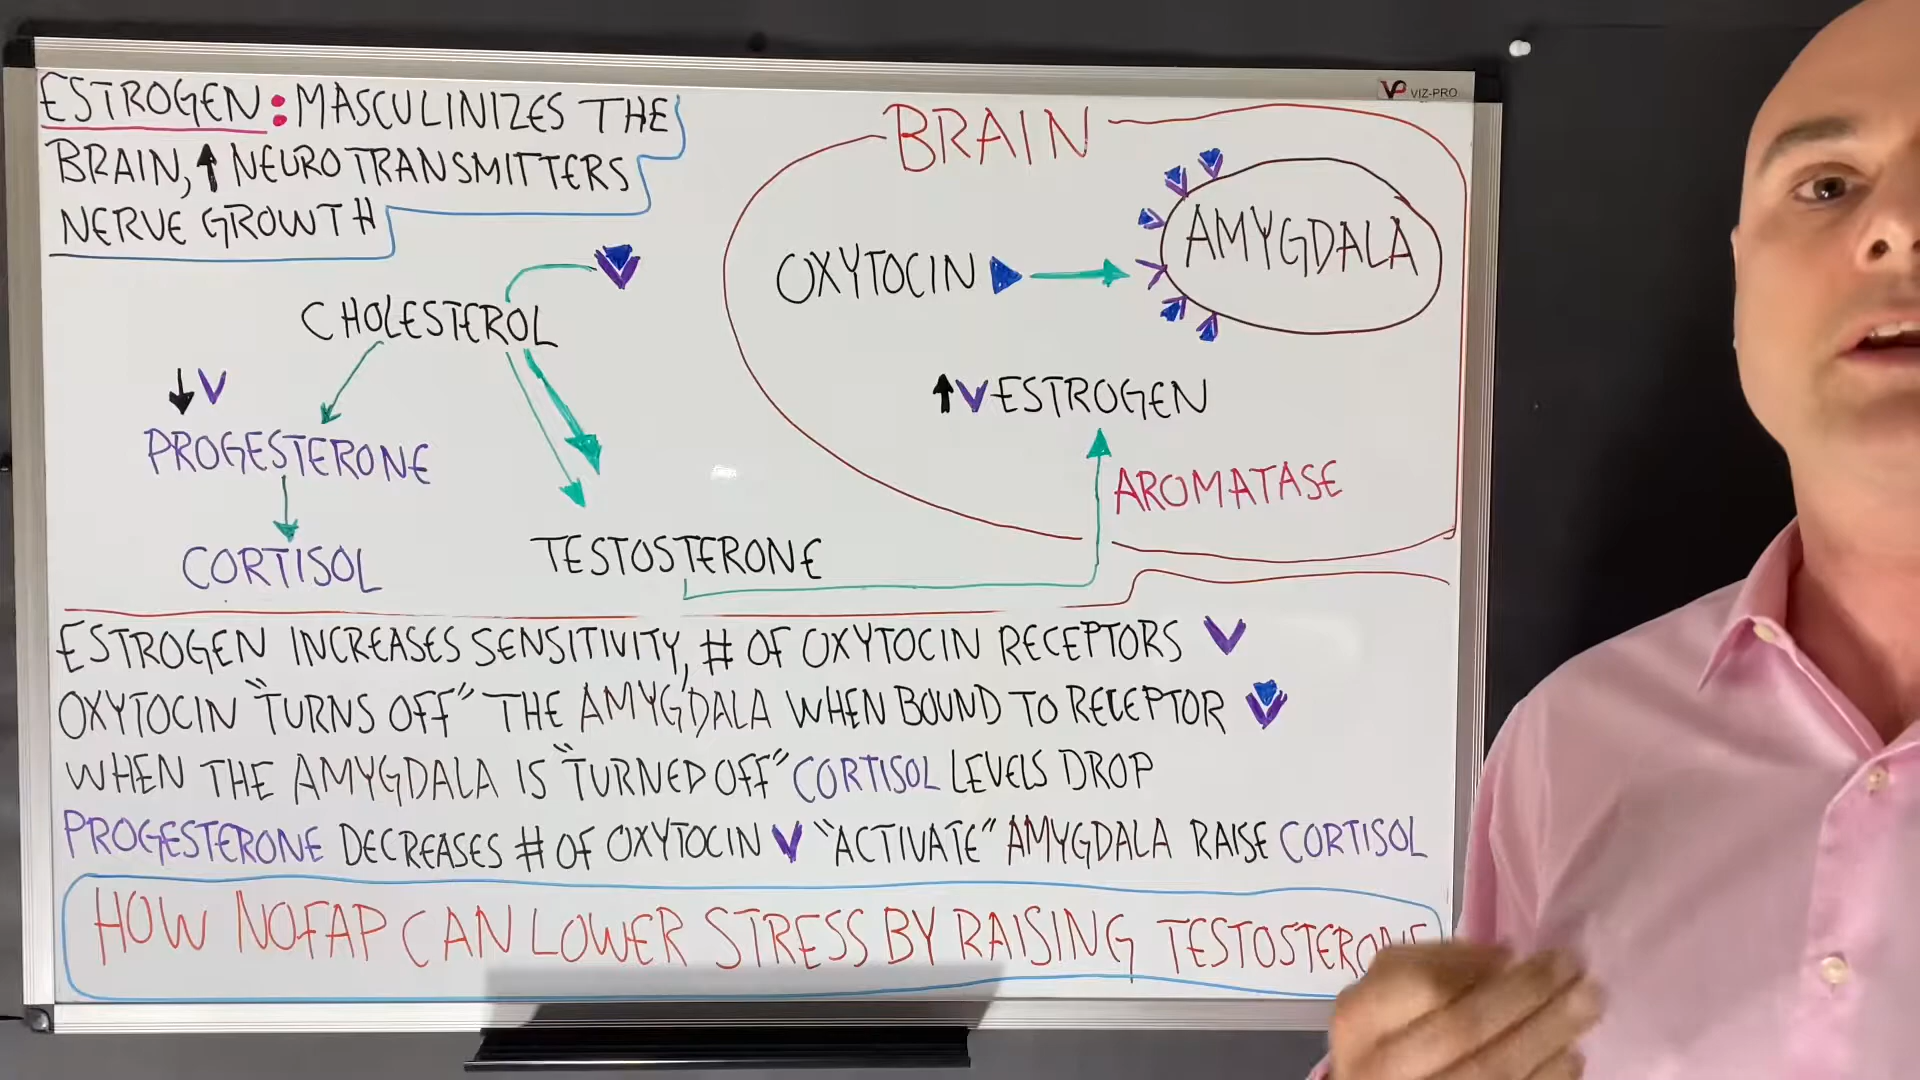 ESTROGEN: MASCULINIZES THE
BRAIN, ↑ NEUROTRANSMITTERS
NERVE GROWTH
VP VIZ-PRO
BRAIN
OXYTOCIN
AMYGDALA
CHOLESTEROL
↓ V
PROGESTERONE
CORTISOL
TESTOSTERONE
↑ V ESTROGEN
AROMATASE
ESTROGEN INCREASES SENSITIVITY, # OF OXYTOCIN RECEPTORS V
OXYTOCIN "TURNS OFF" THE AMYGDALA WHEN BOUND TO RECEPTOR
WHEN THE AMYGDALA IS "TURNED OFF" CORTISOL LEVELS DROP
PROGESTERONE DECREASES # OF OXYTOCIN V "ACTIVATE" AMYGDALA RAISE CORTISOL
HOW NOFAP CAN LOWER STRESS BY RAISING TESTOSTERONE